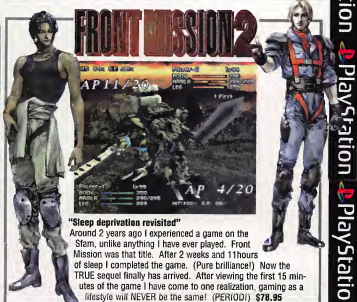 FRONT MISSION 2
AP11/20
AP 4/20
"Sleep deprivation revisited"
Around 2 years ago I experienced a game on the
Sfam, unlike anything I have ever played. Front
Mission was that title. After 2 weeks and 11hours
of sleep I completed the game. (Pure brilliance!) Now the
TRUE sequel finally has arrived. After viewing the first 15 min-
utes of the game I have come to one realization, gaming as a
lifestyle will NEVER be the same! (PERIOD!) $78.95
PlayStation
PlayStation